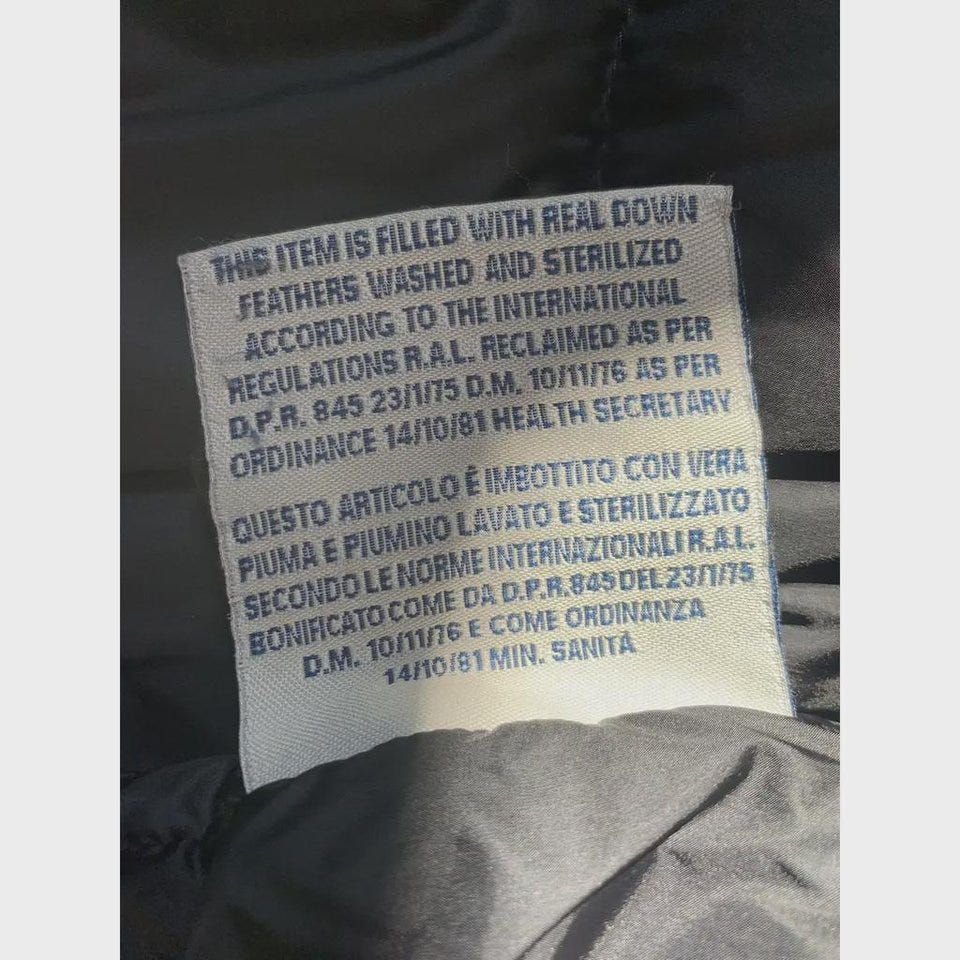 THIS ITEM IS FILLED WITH REAL DOWN
FEATHERS WASHED AND STERILIZED
ACCORDING TO THE INTERNATIONAL
REGULATIONS R.A.L. RECLAIMED AS PER
D.P.R. 845 23/1/75 D.M. 10/11/76 AS PER
ORDINANCE 14/10/81 HEALTH SECRETARY
QUESTO ARTICOLO È IMBOTTITO CON VERA
PIUMA E PIUMINO LAVATO E STERILIZZATO
SECONDO LE NORME INTERNAZIONALI R.A.L.
BONIFICATO COME DA D.P.R. 845 DEL 23/1/75
D.M. 10/11/76 E COME ORDINANZA
14/10/81 MIN. SANITA